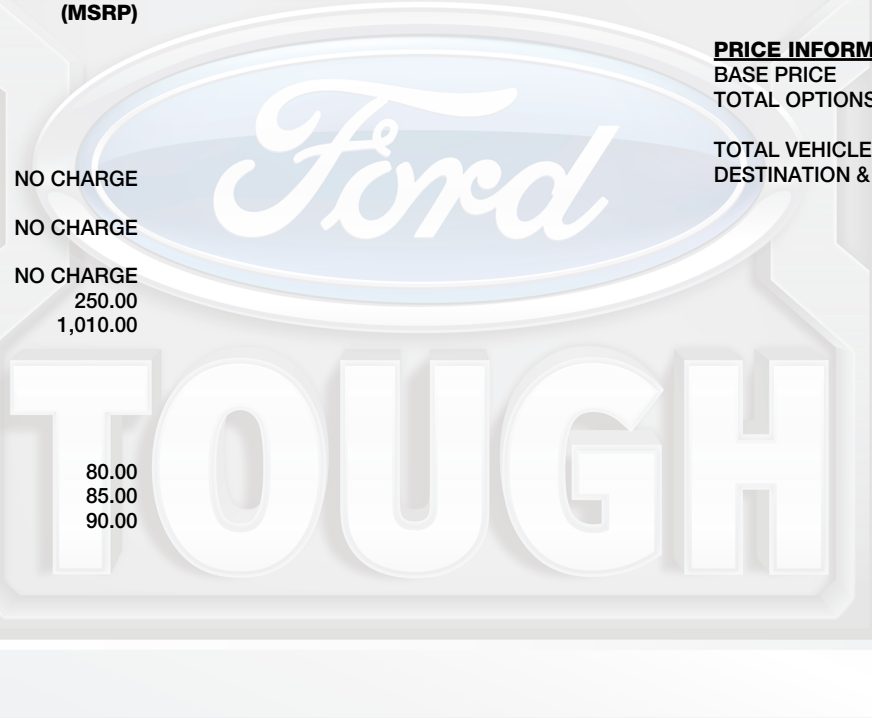 (MSRP)
PRICE INFORM
BASE PRICE
TOTAL OPTIONS
TOTAL VEHICLE
DESTINATION &
NO CHARGE
NO CHARGE
NO CHARGE
250.00
1,010.00
80.00
85.00
90.00
Ford
TOUGH